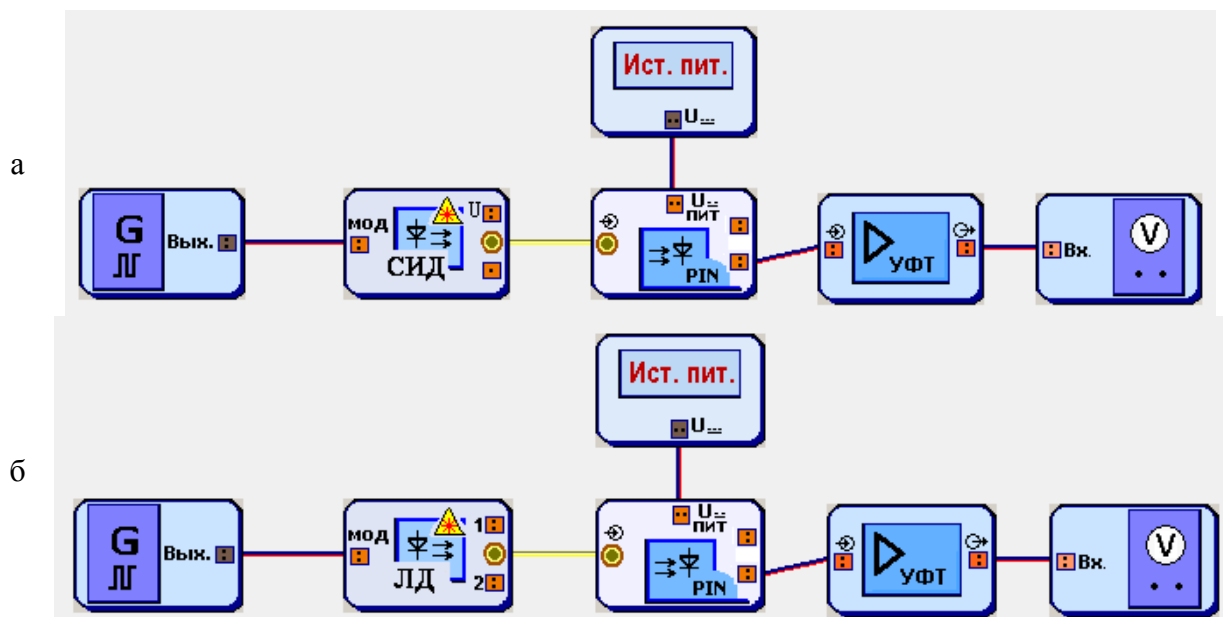 а
Ист. пит.
U
G
Вых.
мод
U
СИД
U
пит
PIN
УФТ
V
Вх.
б
Ист. пит.
U
G
Вых.
мод
1
2
ЛД
U
пит
PIN
УФТ
V
Вх.